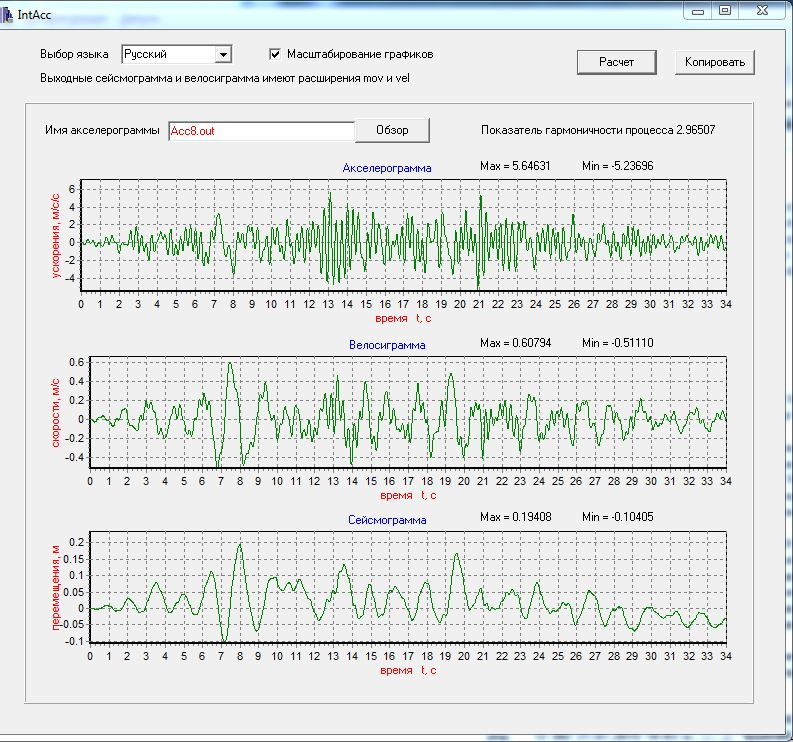 IntAcc
Выбор языка Русский Масштабирование графиков Расчет Копировать
Выходные сейсмограмма и велосиграмма имеют расширения mov и vel
Имя акселерограммы Acc8.out Обзор Показатель гармоничности процесса 2.96507
Акселерограмма Max = 5.64631 Min = -5.23696
ускорения, м/с/с
6
4
2
0
-2
-4
0 1 2 3 4 5 6 7 8 9 10 11 12 13 14 15 16 17 18 19 20 21 22 23 24 25 26 27 28 29 30 31 32 33 34
время t, с
Велосиграмма Max = 0.60794 Min = -0.51110
скорости, м/с
0.6
0.4
0.2
0
-0.2
-0.4
0 1 2 3 4 5 6 7 8 9 10 11 12 13 14 15 16 17 18 19 20 21 22 23 24 25 26 27 28 29 30 31 32 33 34
время t, с
Сейсмограмма Max = 0.19408 Min = -0.10405
перемещения, м
0.2
0.15
0.1
0.05
0
-0.05
-0.1
0 1 2 3 4 5 6 7 8 9 10 11 12 13 14 15 16 17 18 19 20 21 22 23 24 25 26 27 28 29 30 31 32 33 34
время t, с